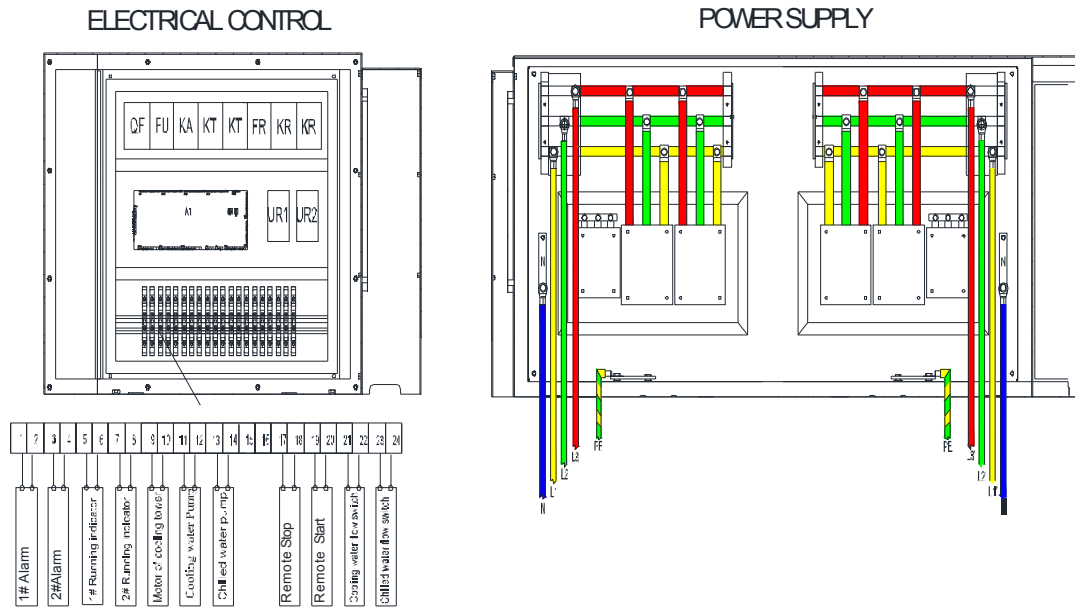 ELECTRICAL CONTROL
POWER SUPPLY
QF FU KA KT KT FR KR KR
A1
UR1 UR2
N
N
1 2 3 4 5 6 7 8 9 10 11 12 13 14 15 16 17 18 19 20 21 22 23 24
1# Alarm
2#Alarm
1# Running indicator
2# Running indicator
Motor of cooling tower
Cooling water Pump
Chilled water pump
Remote Stop
Remote Start
Cooling water flow switch
Chilled water flow switch
N
L1
L2
L3
PE
PE
L3
L2
L1